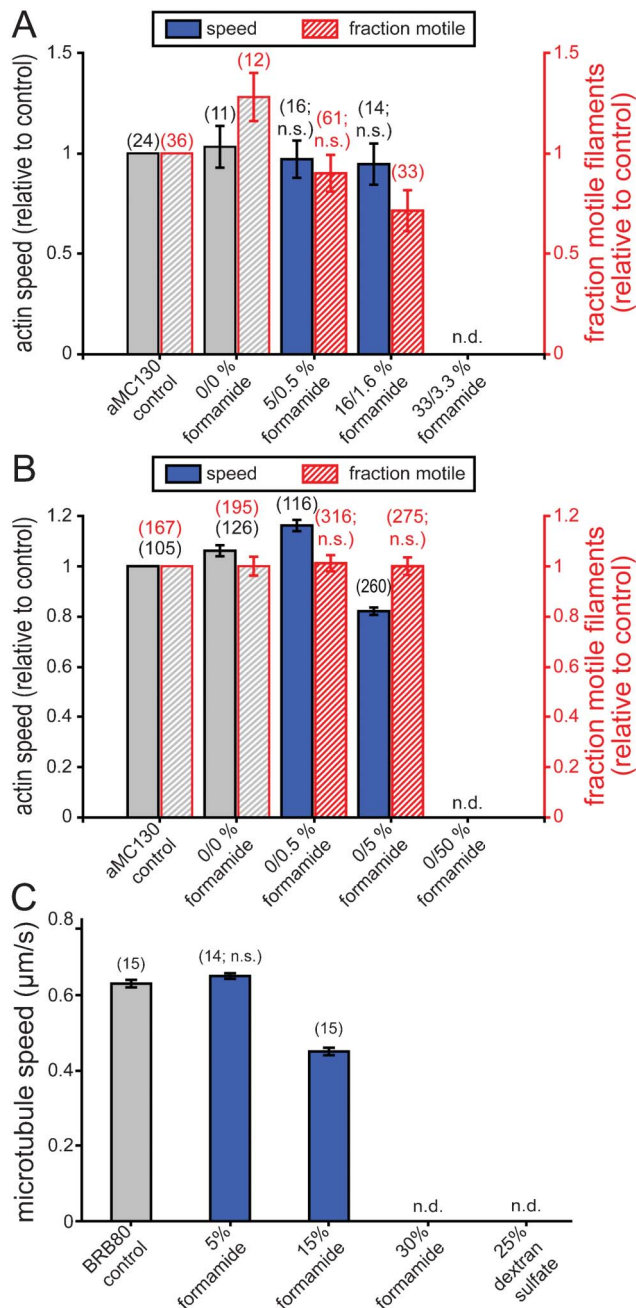 A
speed
fraction motile
actin speed (relative to control)
fraction motile filaments
(relative to control)
1.5
1
0.5
0
1.5
1
0.5
0
(24)
(36)
(11)
(12)
(16;
n.s.)
(61;
n.s.)
(14;
n.s.)
(33)
n.d.
aMC130
control
0/0 %
formamide
5/0.5 %
formamide
16/1.6 %
formamide
33/3.3 %
formamide
B
speed
fraction motile
actin speed (relative to control)
fraction motile filaments
(relative to control)
1.2
1
0.8
0.6
0.4
0.2
0
1.2
1
0.8
0.6
0.4
0.2
0
(167)
(105)
(195)
(126)
(116)
(316;
n.s.)
(260)
(275;
n.s.)
n.d.
aMC130
control
0/0 %
formamide
0/0.5 %
formamide
0/5 %
formamide
0/50 %
formamide
C
microtubule speed (μm/s)
0.8
0.6
0.4
0.2
0
(15)
(14; n.s.)
(15)
n.d.
n.d.
BRB80
control
5%
formamide
15%
formamide
30%
formamide
25%
dextran
sulfate